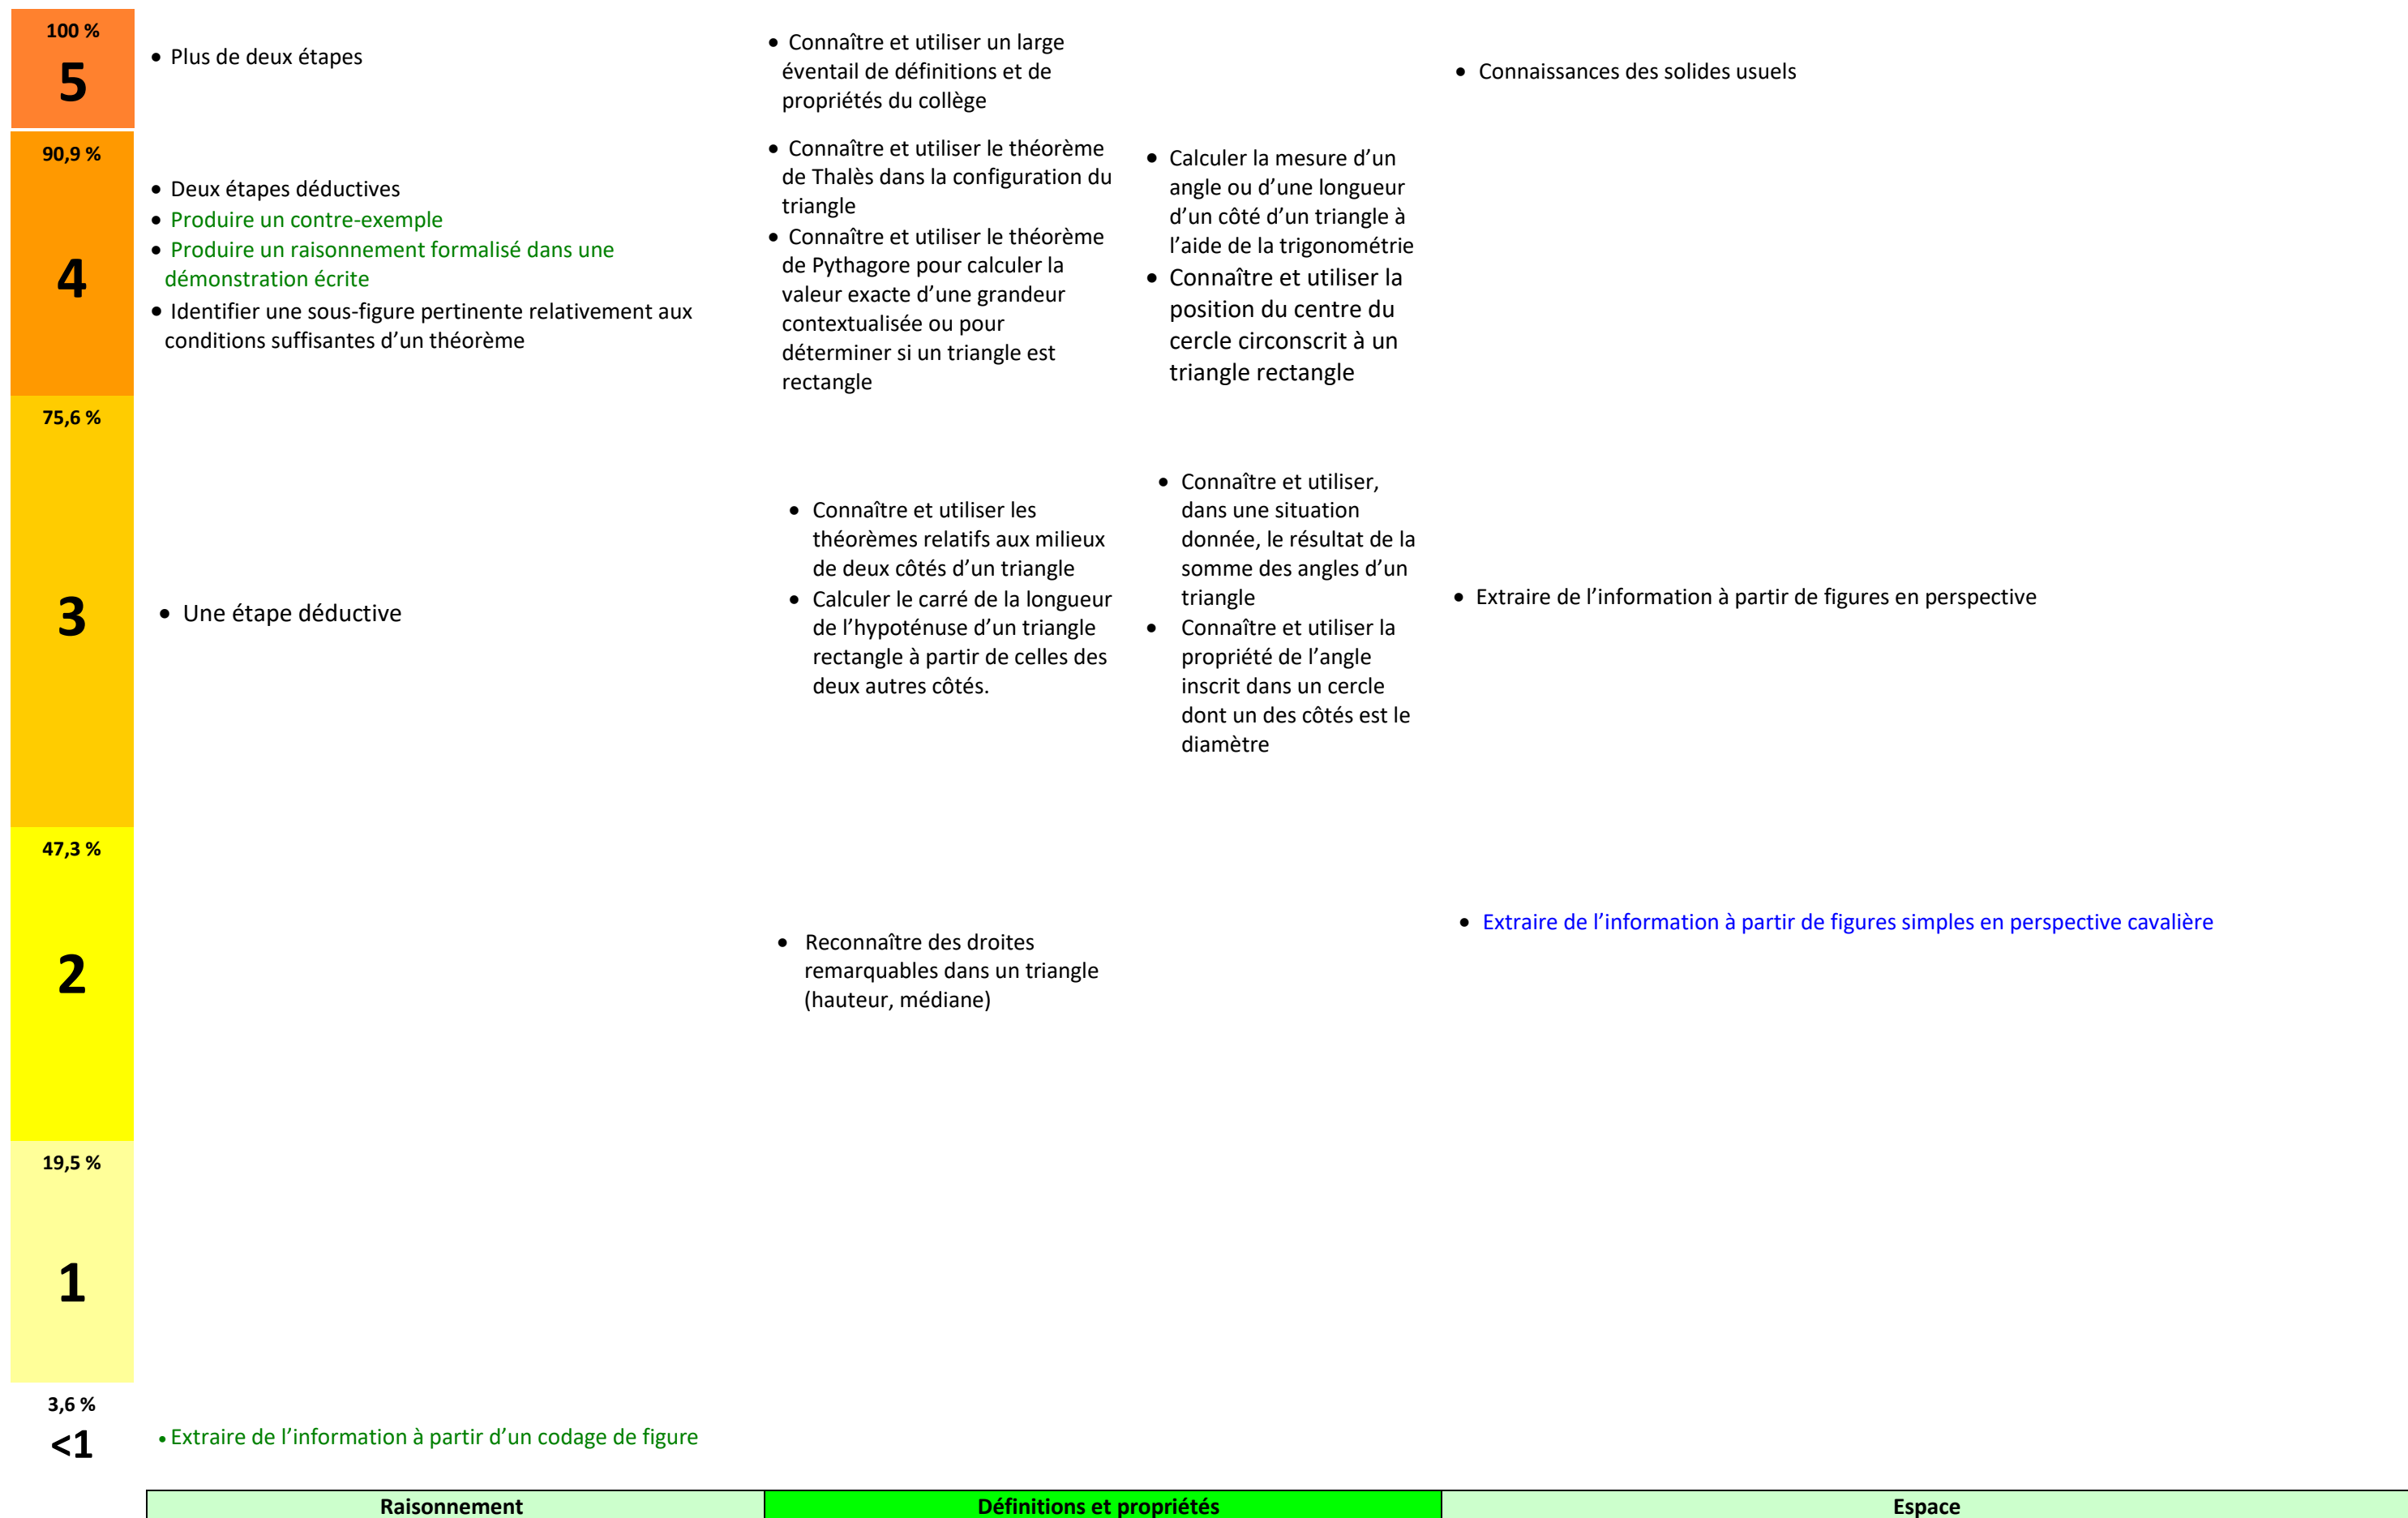 100 %
5
• Plus de deux étapes
• Connaître et utiliser un large
éventail de définitions et de
propriétés du collège
• Connaissances des solides usuels
90,9 %
4
• Deux étapes déductives
• Produire un contre-exemple
• Produire un raisonnement formalisé dans une
démonstration écrite
• Identifier une sous-figure pertinente relativement aux
conditions suffisantes d’un théorème
• Connaître et utiliser le théorème
de Thalès dans la configuration du
triangle
• Connaître et utiliser le théorème
de Pythagore pour calculer la
valeur exacte d’une grandeur
contextualisée ou pour
déterminer si un triangle est
rectangle
• Calculer la mesure d’un
angle ou d’une longueur
d’un côté d’un triangle à
l’aide de la trigonométrie
• Connaître et utiliser la
position du centre du
cercle circonscrit à un
triangle rectangle
75,6 %
3
• Une étape déductive
• Connaître et utiliser les
théorèmes relatifs aux milieux
de deux côtés d’un triangle
• Calculer le carré de la longueur
de l’hypoténuse d’un triangle
rectangle à partir de celles des
deux autres côtés.
• Connaître et utiliser,
dans une situation
donnée, le résultat de la
somme des angles d’un
triangle
• Connaître et utiliser la
propriété de l’angle
inscrit dans un cercle
dont un des côtés est le
diamètre
• Extraire de l’information à partir de figures en perspective
47,3 %
2
• Reconnaître des droites
remarquables dans un triangle
(hauteur, médiane)
• Extraire de l’information à partir de figures simples en perspective cavalière
19,5 %
1
3,6 %
<1
• Extraire de l’information à partir d’un codage de figure
Raisonnement
Définitions et propriétés
Espace